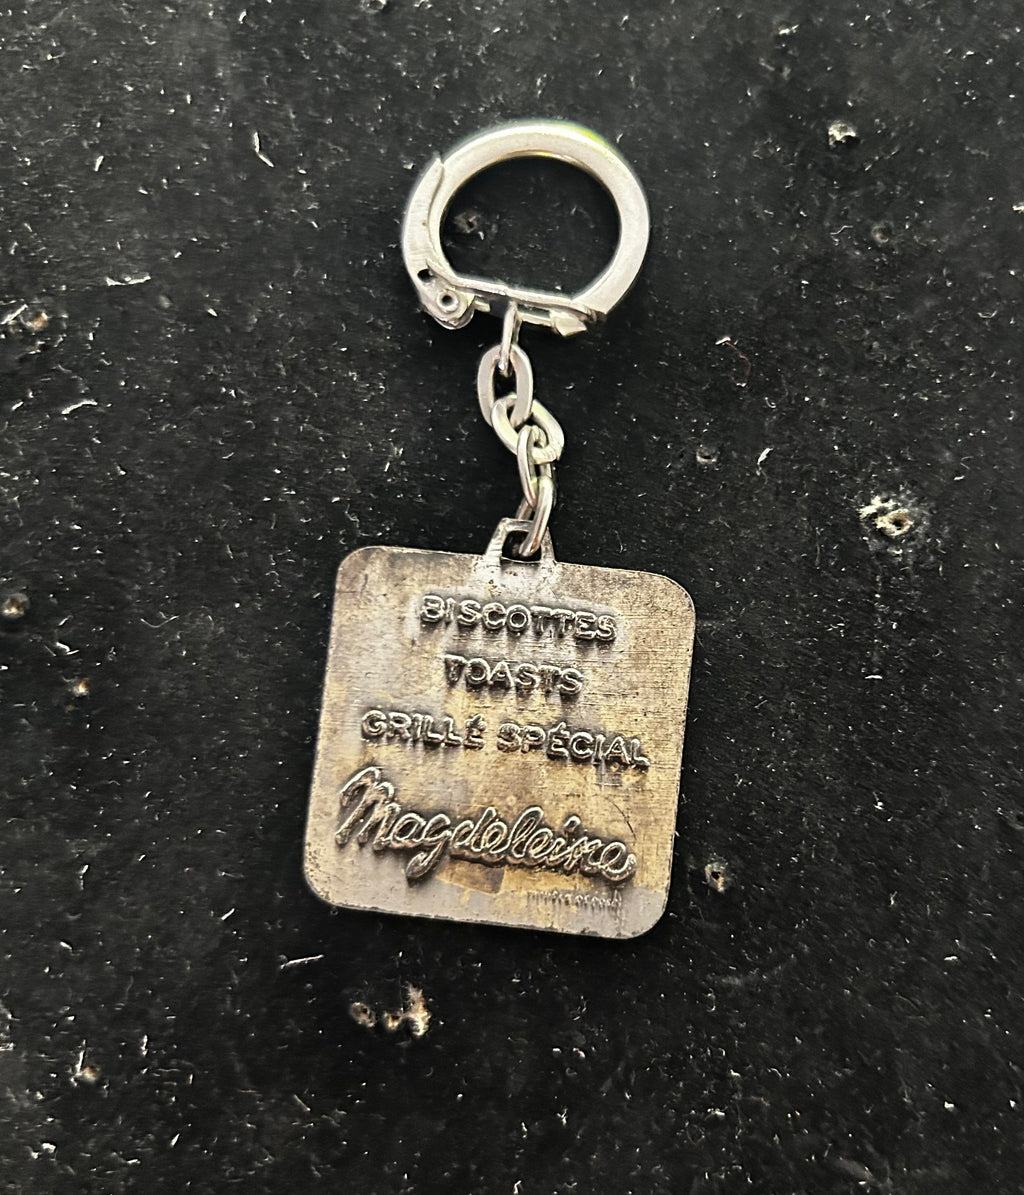 BISCOTTES
TOASTS
GRILLÉ SPÉCIAL
Magdeleine